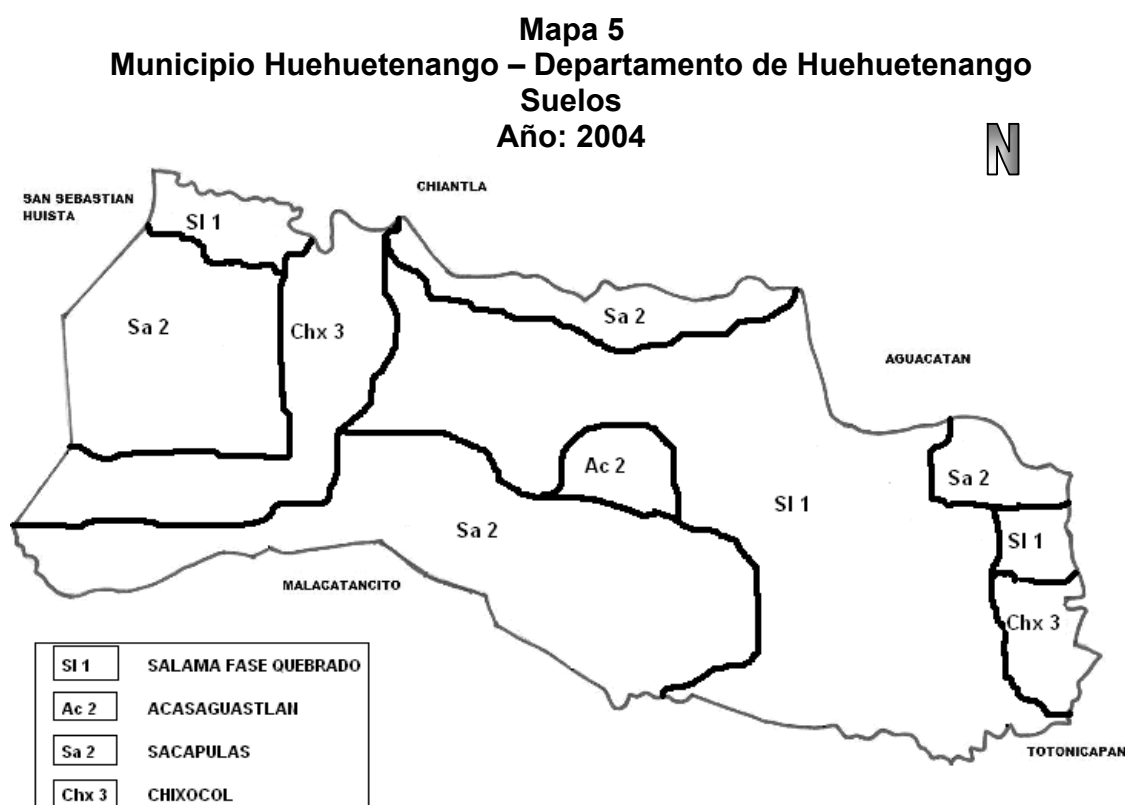 Mapa 5
Municipio Huehuetenango – Departamento de Huehuetenango
Suelos
Año: 2004
N
SAN SEBASTIAN
HUISTA
CHIANTLA
Sl 1
Sa 2
Chx 3
Sa 2
AGUACATAN
Ac 2
Sa 2
Sl 1
Sa 2
Sl 1
MALACATANCITO
Chx 3
Sl 1 SALAMA FASE QUEBRADO
Ac 2 ACASAGUASTLAN
Sa 2 SACAPULAS
Chx 3 CHIXOCOL
TOTONICAPAN